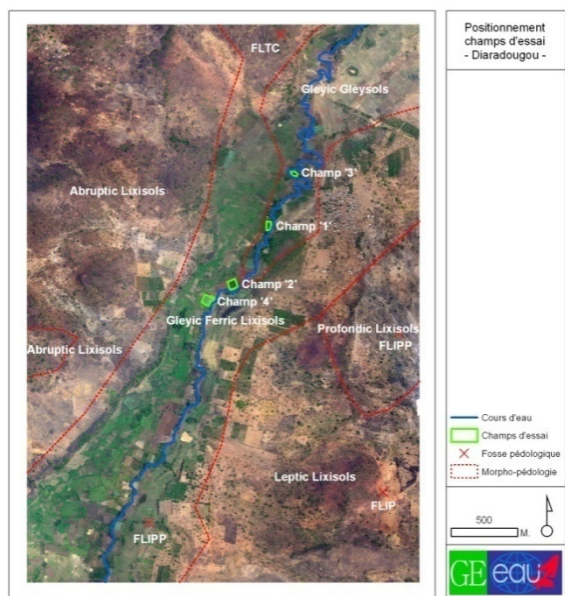 FLTC
Gleyic Gleysols
Champ '3'
Abruptic Lixisols
Champ '1'
Champ '2'
Champ '4'
Gleyic Ferric Lixisols
Profondic Lixisols
FLIPP
Abruptic Lixisols
Leptic Lixisols
FLIP
FLIPP
Positionnement
champs d'essai
- Diaradougou -
Cours d'eau
Champs d'essai
Fosse pédologique
Morpho-pédologie
500
M.
GE eau